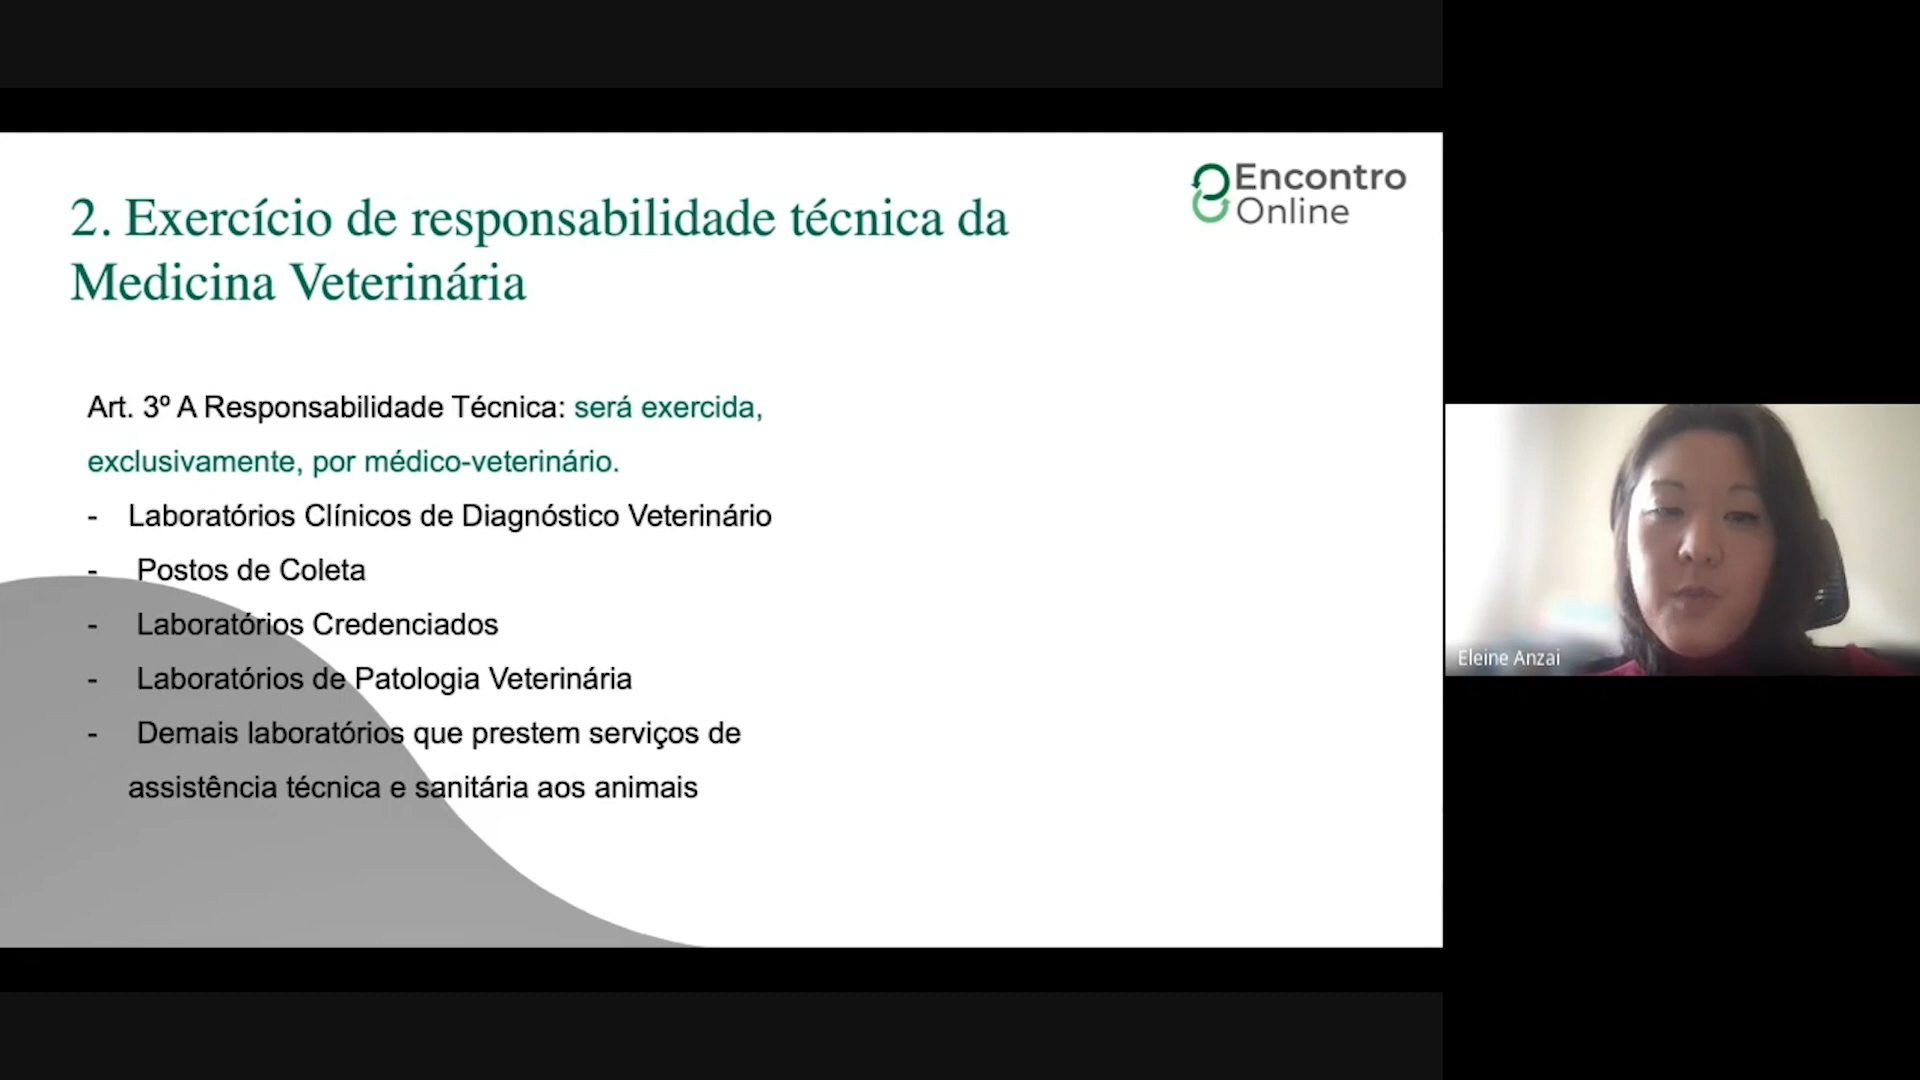 Encontro
Online
2. Exercício de responsabilidade técnica da
Medicina Veterinária
Art. 3º A Responsabilidade Técnica: será exercida,
exclusivamente, por médico-veterinário.
- Laboratórios Clínicos de Diagnóstico Veterinário
- Postos de Coleta
- Laboratórios Credenciados
- Laboratórios de Patologia Veterinária
- Demais laboratórios que prestem serviços de
assistência técnica e sanitária aos animais
Eleine Anzai